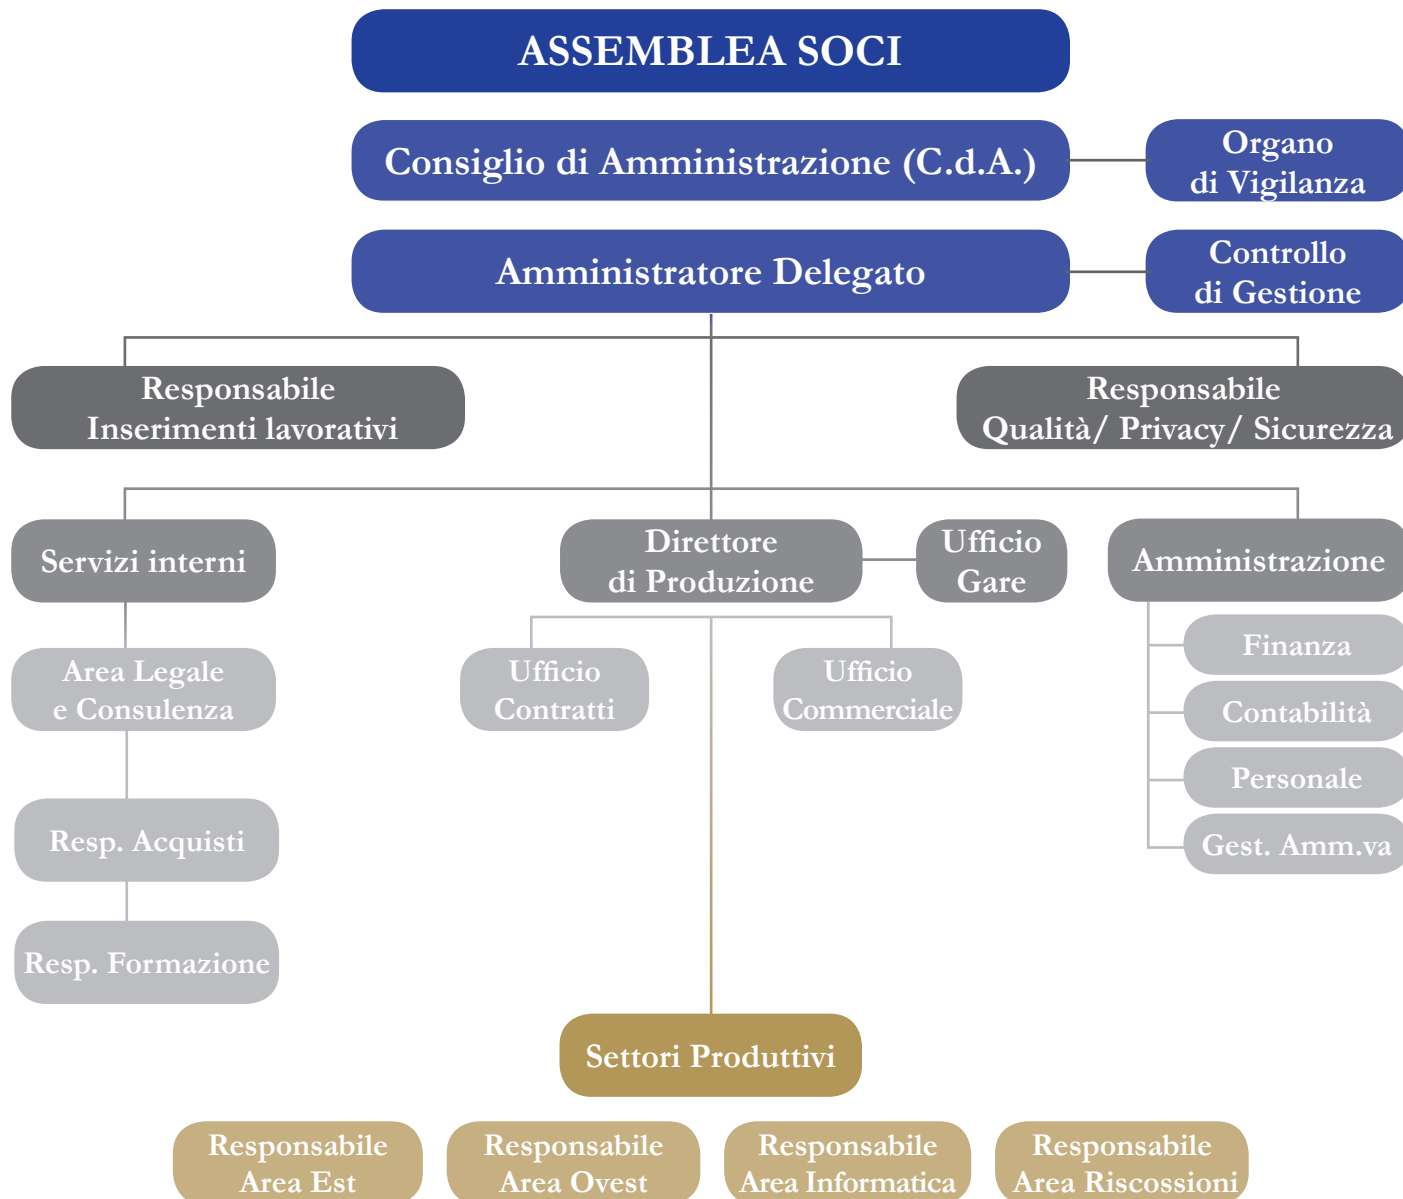 ASSEMBLEA SOCI
Consiglio di Amministrazione (C.d.A.)
Organo
di Vigilanza
Amministratore Delegato
Controllo
di Gestione
Responsabile
Inserimenti lavorativi
Responsabile
Qualità/ Privacy/ Sicurezza
Servizi interni
Direttore
di Produzione
Ufficio
Gare
Amministrazione
Area Legale
e Consulenza
Ufficio
Contratti
Ufficio
Commerciale
Finanza
Contabilità
Personale
Gest. Amm.va
Resp. Acquisti
Resp. Formazione
Settori Produttivi
Responsabile
Area Est
Responsabile
Area Ovest
Responsabile
Area Informatica
Responsabile
Area Riscossioni